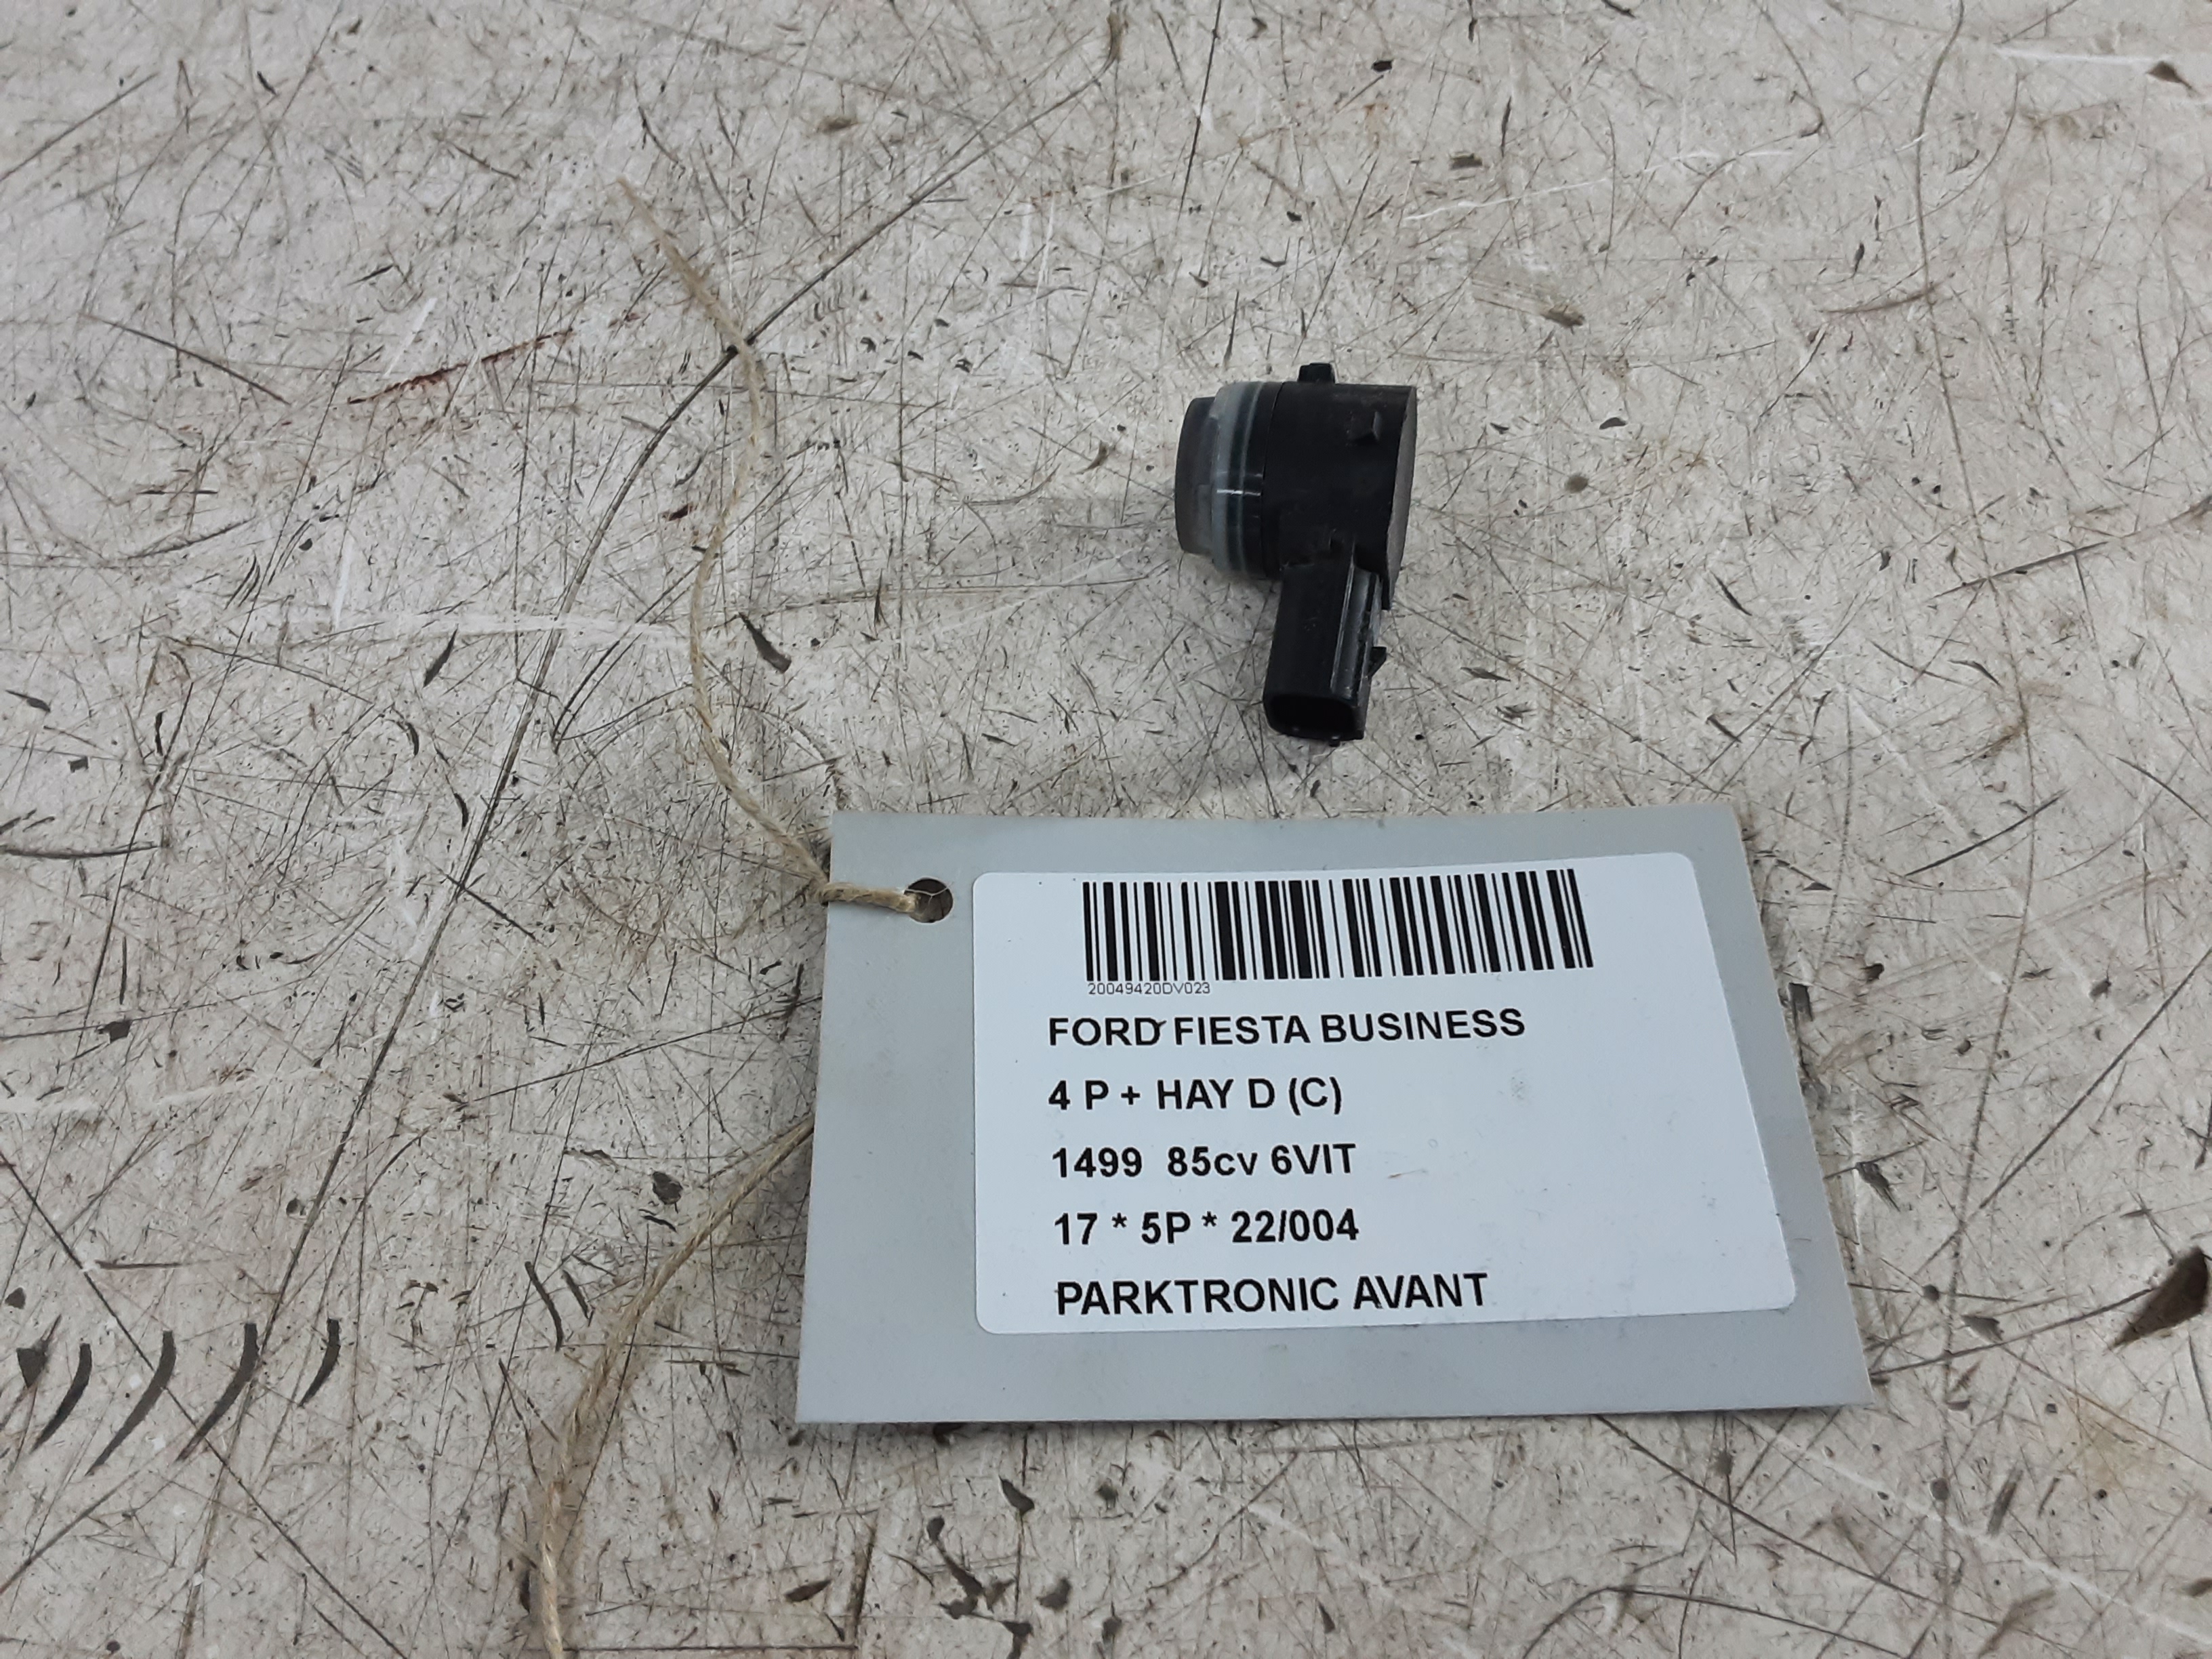 20049420DV023
FORD FIESTA BUSINESS
4 P + HAY D (C)
1499 85cv 6VIT
17 * 5P * 22/004
PARKTRONIC AVANT